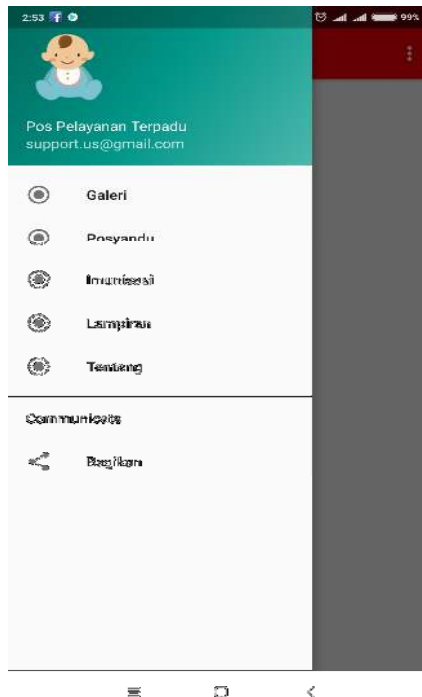 2:53
99%
Pos Pelayanan Terpadu
support.us@gmail.com
Galeri
Posyandu
Imunisasi
Lampiran
Tentang
Communicate
Bagikan